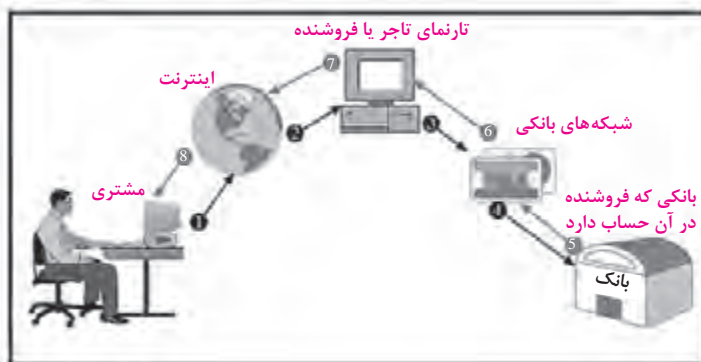 تارنمای تاجر یا فروشنده
اینترنت
شبکه‌های بانکی
مشتری
بانکی که فروشنده
در آن حساب دارد
بانک
1
2
3
4
5
6
7
8